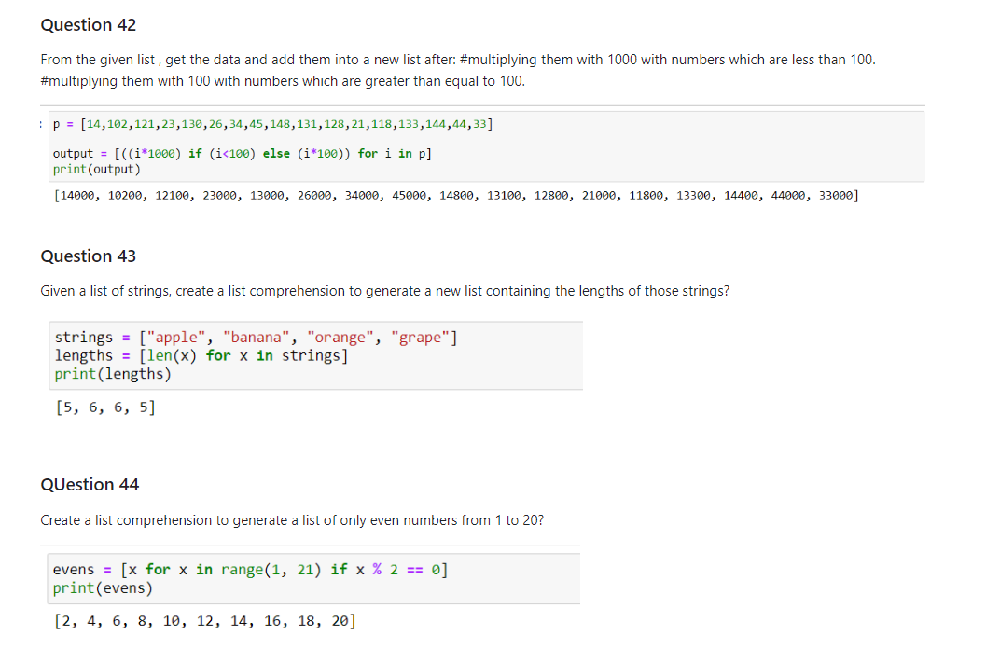 Question 42
From the given list , get the data and add them into a new list after: #multiplying them with 1000 with numbers which are less than 100.
#multiplying them with 100 with numbers which are greater than equal to 100.
: p = [14,102,121,23,130,26,34,45,148,131,128,21,118,133,144,44,33]
output = [((i*1000) if (i<100) else (i*100)) for i in p]
print(output)
[14000, 10200, 12100, 23000, 13000, 26000, 34000, 45000, 14800, 13100, 12800, 21000, 11800, 13300, 14400, 44000, 33000]
Question 43
Given a list of strings, create a list comprehension to generate a new list containing the lengths of those strings?
strings = ["apple", "banana", "orange", "grape"]
lengths = [len(x) for x in strings]
print(lengths)
[5, 6, 6, 5]
QUestion 44
Create a list comprehension to generate a list of only even numbers from 1 to 20?
evens = [x for x in range(1, 21) if x % 2 == 0]
print(evens)
[2, 4, 6, 8, 10, 12, 14, 16, 18, 20]